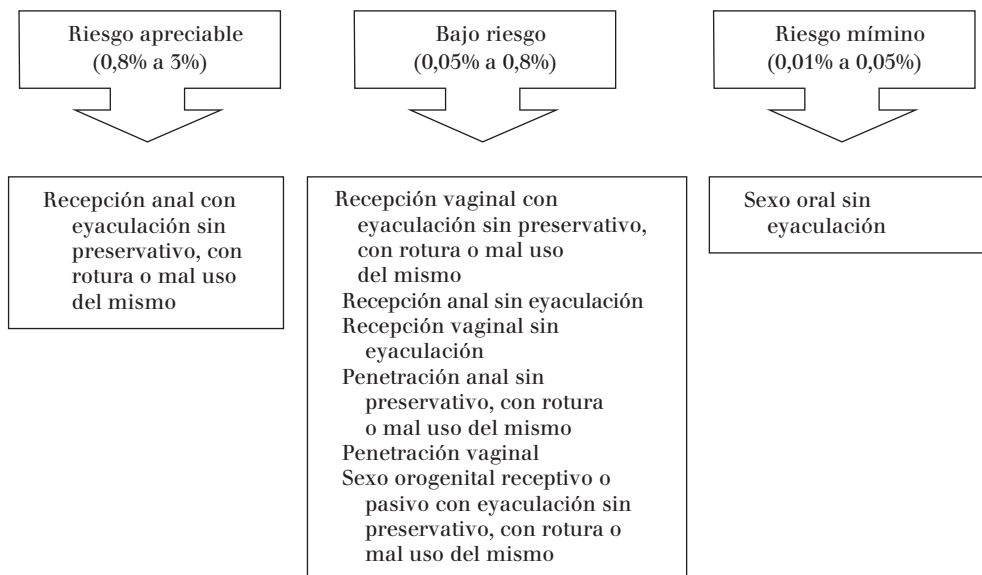 Riesgo apreciable
(0,8% a 3%)
Bajo riesgo
(0,05% a 0,8%)
Riesgo mímino
(0,01% a 0,05%)
Recepción anal con
eyaculación sin
preservativo, con
rotura o mal uso
del mismo
Recepción vaginal con
eyaculación sin preservativo,
con rotura o mal uso
del mismo
Recepción anal sin eyaculación
Recepción vaginal sin
eyaculación
Penetración anal sin
preservativo, con rotura
o mal uso del mismo
Penetración vaginal
Sexo orogenital receptivo o
pasivo con eyaculación sin
preservativo, con rotura o
mal uso del mismo
Sexo oral sin
eyaculación